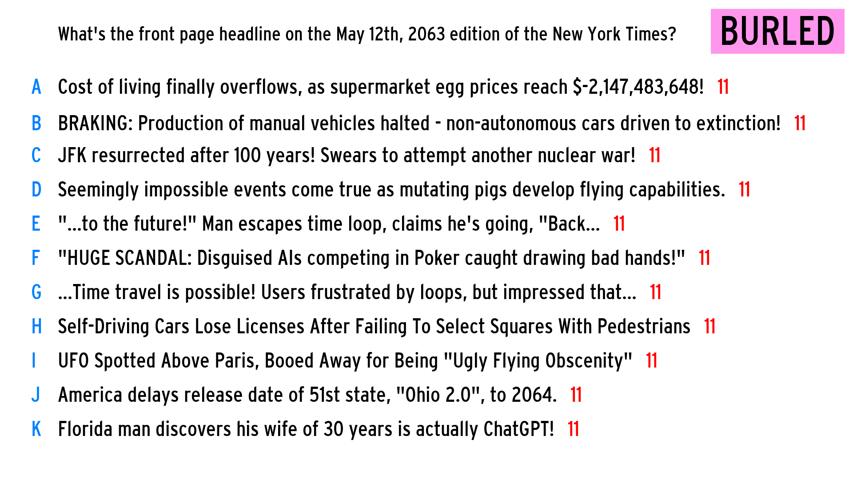 What's the front page headline on the May 12th, 2063 edition of the New York Times? BURLED
A Cost of living finally overflows, as supermarket egg prices reach $-2,147,483,648! 11
B BRAKING: Production of manual vehicles halted - non-autonomous cars driven to extinction! 11
C JFK resurrected after 100 years! Swears to attempt another nuclear war! 11
D Seemingly impossible events come true as mutating pigs develop flying capabilities. 11
E "...to the future!" Man escapes time loop, claims he's going, "Back... 11
F "HUGE SCANDAL: Disguised AIs competing in Poker caught drawing bad hands!" 11
G ...Time travel is possible! Users frustrated by loops, but impressed that... 11
H Self-Driving Cars Lose Licenses After Failing To Select Squares With Pedestrians 11
I UFO Spotted Above Paris, Booed Away for Being "Ugly Flying Obscenity" 11
J America delays release date of 51st state, "Ohio 2.0", to 2064. 11
K Florida man discovers his wife of 30 years is actually ChatGPT! 11